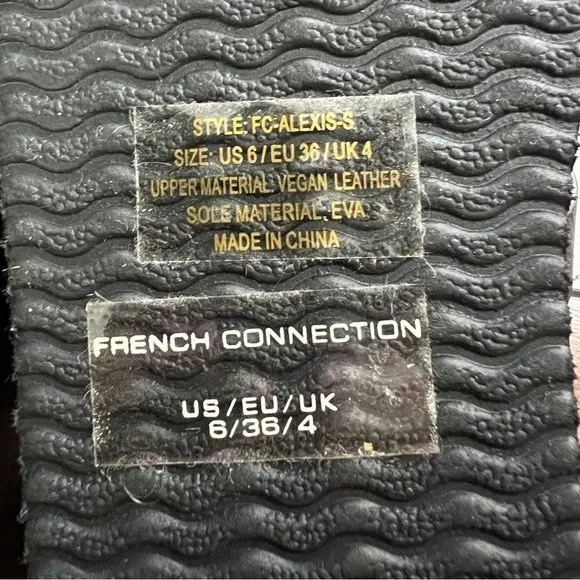 STYLE: FC-ALEXIS-S
SIZE: US 6 / EU 36 / UK 4
UPPER MATERIAL: VEGAN LEATHER
SOLE MATERIAL: EVA
MADE IN CHINA
FRENCH CONNECTION
US/EU/UK
6/36/4